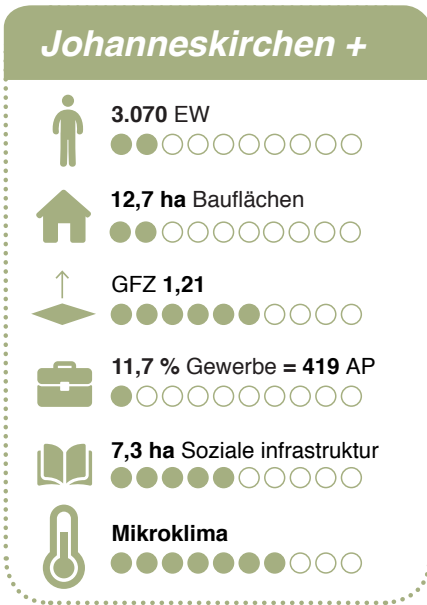 Johanneskirchen +
3.070 EW
12,7 ha Bauflächen
GFZ 1,21
11,7 % Gewerbe = 419 AP
7,3 ha Soziale infrastruktur
Mikroklima